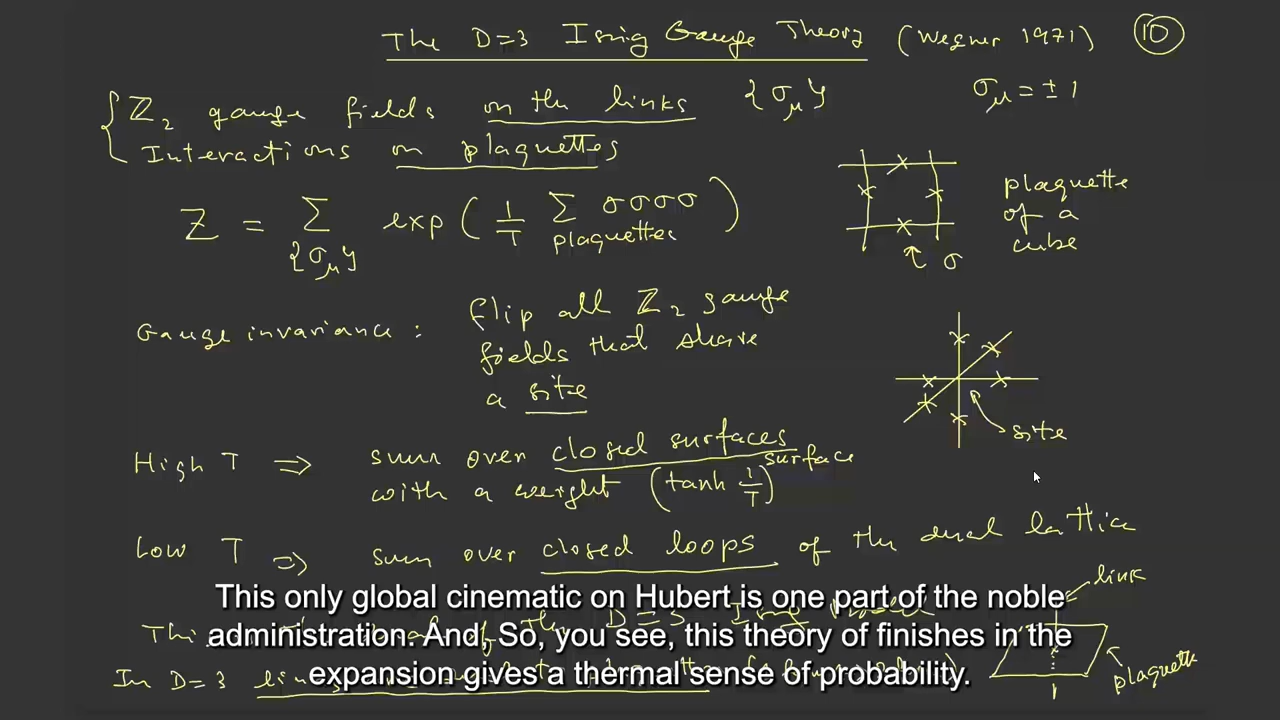 The D=3 Ising Gauge Theory (Wegner 1971) 10
ℤ₂ gauge fields on the links {σμ} σμ = ±1
Interactions on plaquettes
plaquette
of a
cube
Z = Σ exp( 1/T Σ σσσσ )
{σμ} plaquettes
σ
Gauge invariance: flip all ℤ₂ gauge
fields that share
a site
site
High T ⇒ sum over closed surfaces
with a weight (tanh 1/T)^surface
Low T ⇒ sum over closed loops of the dual lattice
link
This D=3 Ising
In D=3
plaquette
This only global cinematic on Hubert is one part of the noble
administration. And, So, you see, this theory of finishes in the
expansion gives a thermal sense of probability.